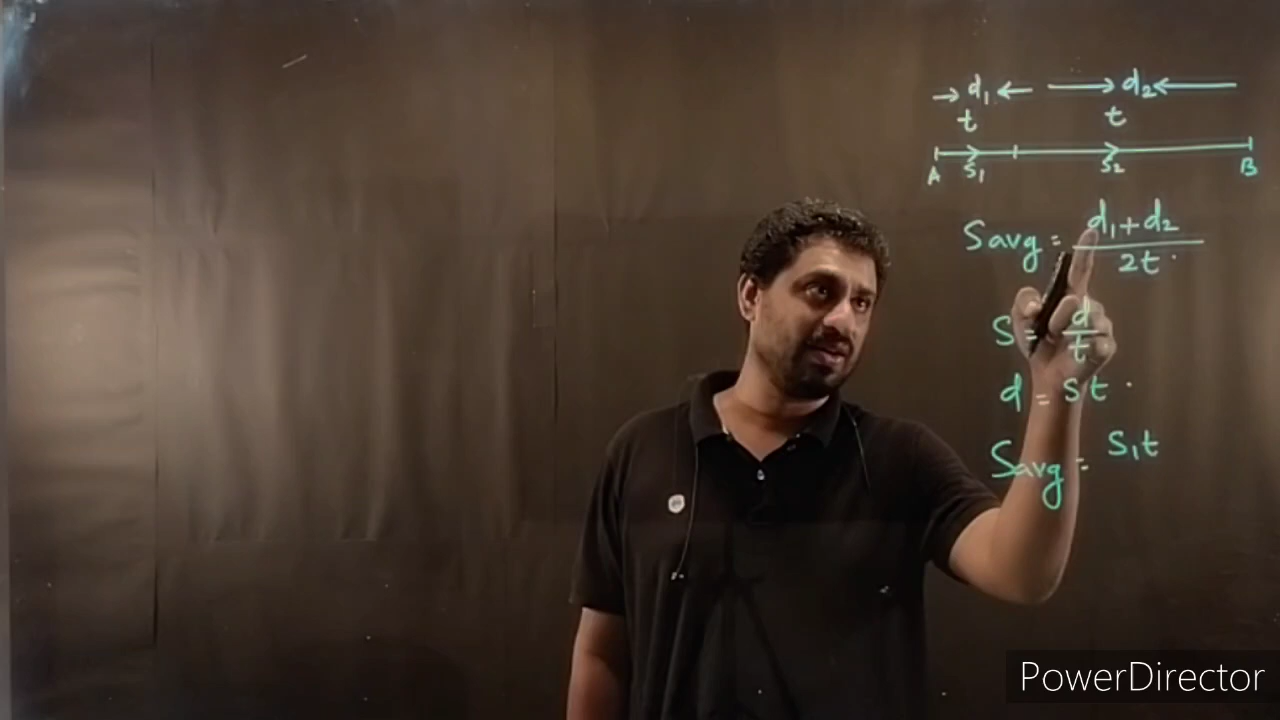 → d₁ ← → d₂ ←
t t
A S₁ S₂ B
Savg = d₁ + d₂ / 2t
S = d / t
d = st
Savg = S₁t
PowerDirector